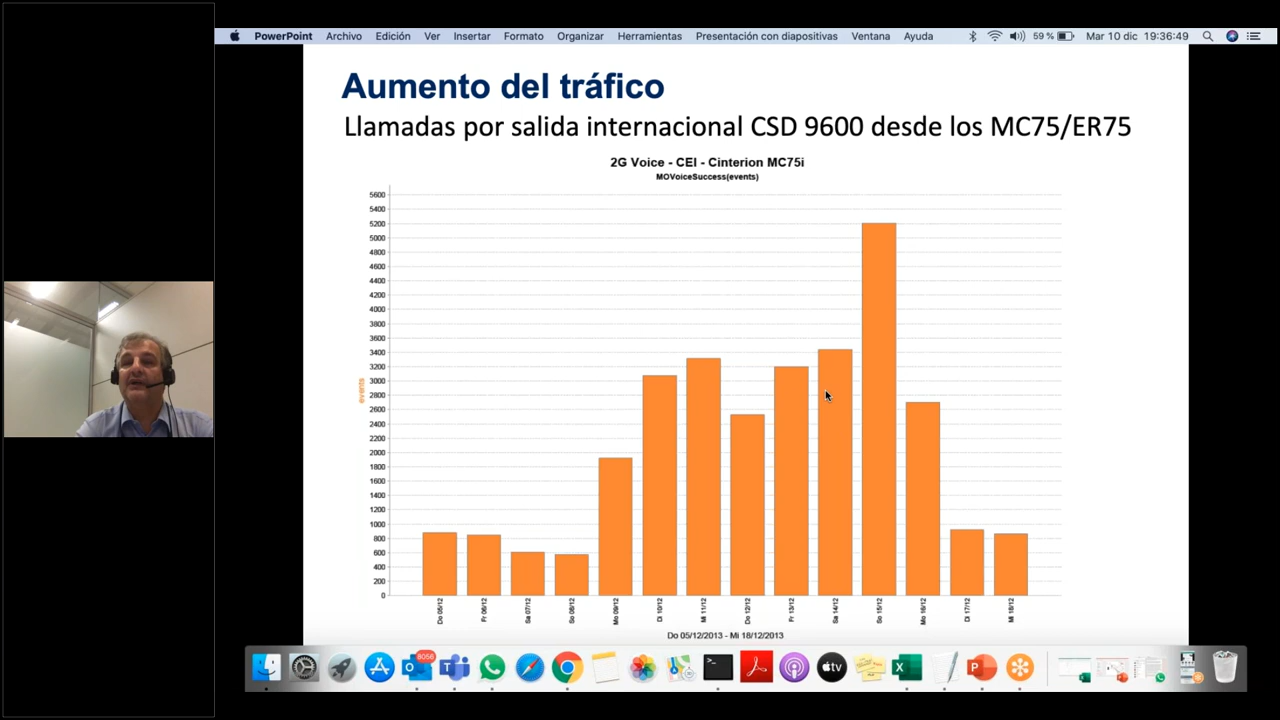 PowerPoint Archivo Edición Ver Insertar Formato Organizar Herramientas Presentación con diapositivas Ventana Ayuda 59 % Mar 10 dic 19:36:49
Aumento del tráfico
Llamadas por salida internacional CSD 9600 desde los MC75/ER75
2G Voice - CEI - Cinterion MC75i
MOVoiceSuccess(events)
5600
5400
5200
5000
4800
4600
4400
4200
4000
3800
3600
3400
3200
3000
2800
2600
2400
2200
2000
1800
1600
1400
1200
1000
800
600
400
200
0
events
Do 05/12
Fr 06/12
Sa 07/12
So 08/12
Mo 09/12
Di 10/12
Mi 11/12
Do 12/12
Fr 13/12
Sa 14/12
So 15/12
Mo 16/12
Di 17/12
Mi 18/12
Do 05/12/2013 - Mi 18/12/2013
8056
tv